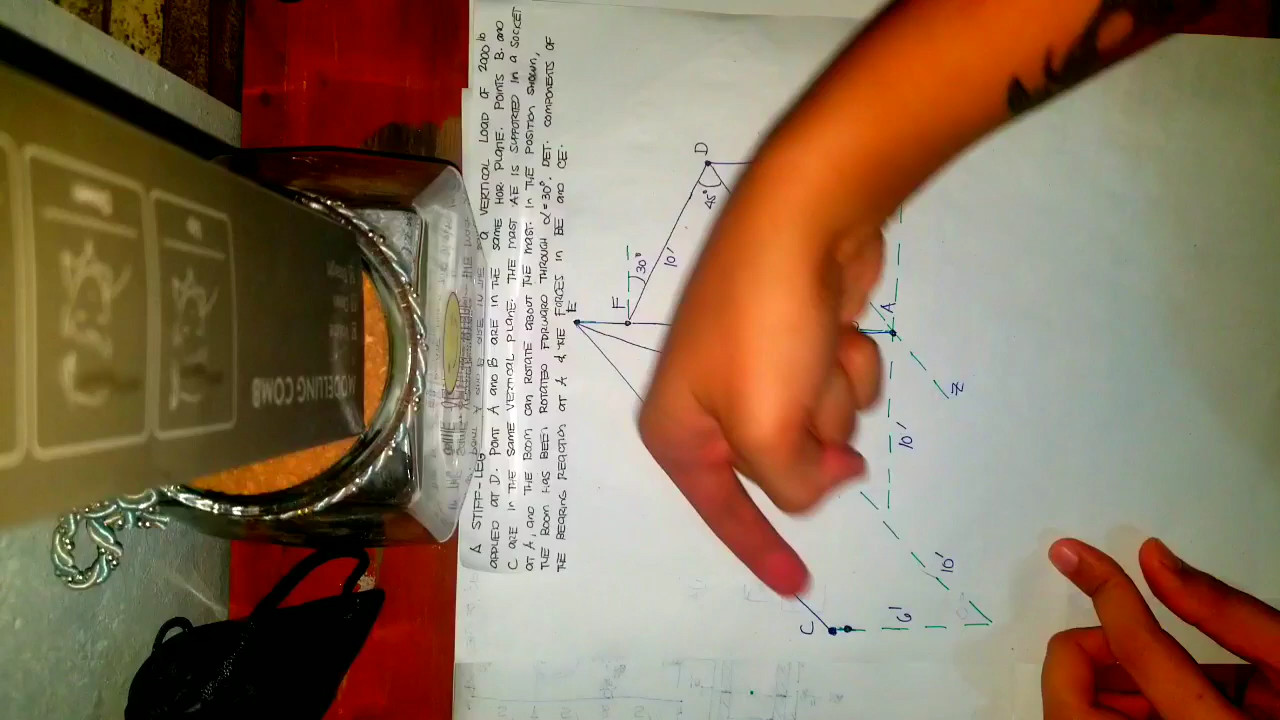 A STIFF-LEG
APPLIED AT D. POINT A AND B ARE IN THE SAME HOR. PLANE. POINTS B. AND
C ARE IN THE SAME VERTICAL PLANE. THE MAST AE IS SUPPORTED IN A SOCKET
AT A, AND THE BOOM CAN ROTATE ABOUT THE MAST. IN THE POSITION SHOWN,
THE BOOM HAS BEEN ROTATED FORWARD THROUGH α = 30°. DET. COMPONENTS OF
THE BEARING REACTION AT A & THE FORCES IN BE AND CE.
A VERTICAL LOAD OF 2000 lb
E
F
30°
10'
D
45°
A
Z
10'
C
6'
10'
MODELLING COMB